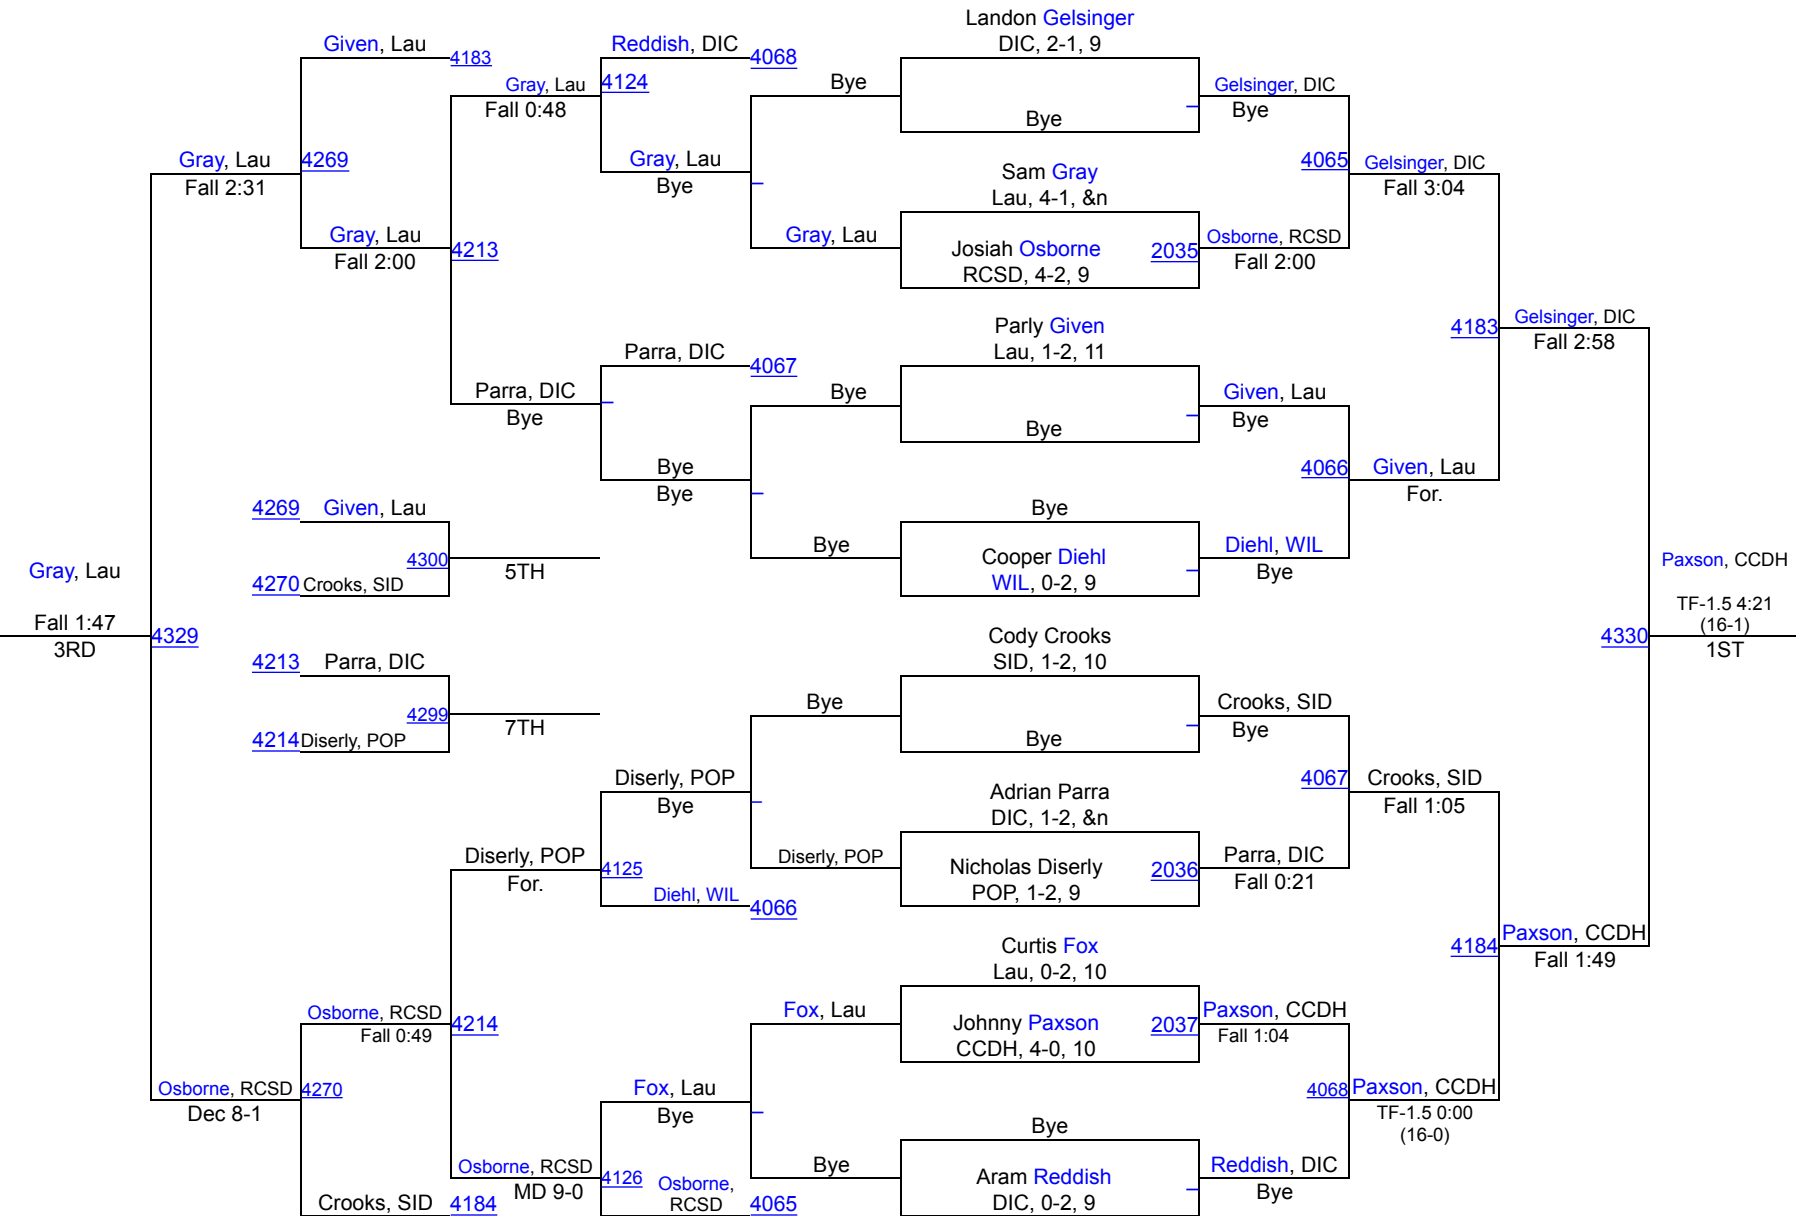 Landon Gelsinger
DIC, 2-1, 9
Given, Lau
4183
Reddish, DIC
4068
Gray, Lau
4124
Fall 0:48
Bye
Bye
Gelsinger, DIC
Bye
Gray, Lau
4269
Fall 2:31
Gray, Lau
Bye
Sam Gray
Lau, 4-1, &n
4065
Gelsinger, DIC
Fall 3:04
Gray, Lau
4213
Fall 2:00
Gray, Lau
Josiah Osborne
RCSD, 4-2, 9
2035
Osborne, RCSD
Fall 2:00
Parly Given
Lau, 1-2, 11
4183
Gelsinger, DIC
Fall 2:58
Parra, DIC
4067
Parra, DIC
Bye
Bye
Bye
Given, Lau
Bye
Bye
Bye
4066
Given, Lau
For.
4269
Given, Lau
4300
5TH
4270
Crooks, SID
Bye
Bye
Cooper Diehl
WIL, 0-2, 9
Diehl, WIL
Bye
Gray, Lau
Fall 1:47
3RD
4329
Paxson, CCDH
TF-1.5 4:21
(16-1)
1ST
4330
Cody Crooks
SID, 1-2, 10
4213
Parra, DIC
4299
7TH
4214
Diserly, POP
Bye
Bye
Crooks, SID
Bye
Diserly, POP
Bye
Adrian Parra
DIC, 1-2, &n
4067
Crooks, SID
Fall 1:05
Diserly, POP
For.
4125
Diehl, WIL
4066
Diserly, POP
Nicholas Diserly
POP, 1-2, 9
2036
Parra, DIC
Fall 0:21
Curtis Fox
Lau, 0-2, 10
4184
Paxson, CCDH
Fall 1:49
Osborne, RCSD
4214
Fall 0:49
Fox, Lau
Johnny Paxson
CCDH, 4-0, 10
2037
Paxson, CCDH
Fall 1:04
Osborne, RCSD
4270
Dec 8-1
Fox, Lau
Bye
4068
Paxson, CCDH
TF-1.5 0:00
(16-0)
Bye
Osborne, RCSD
4126
MD 9-0
Bye
Aram Reddish
DIC, 0-2, 9
Reddish, DIC
Bye
Crooks, SID
4184
Osborne,
RCSD
4065